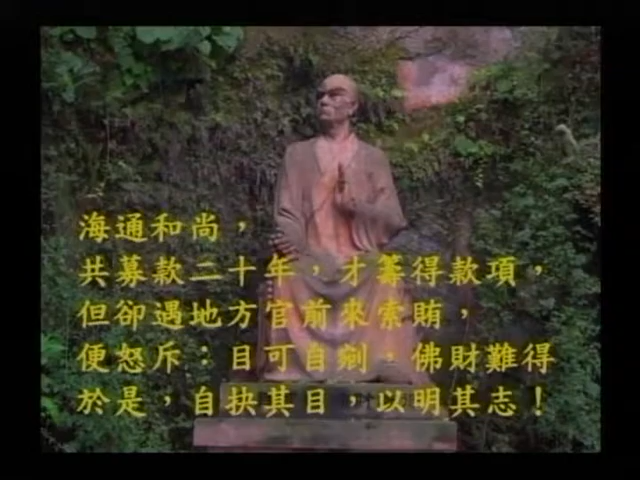 海通和尚，
共募款二十年，才籌得款項，
但卻遇地方官前來索賄，
便怒斥：目可自剜，佛財難得
於是，自抉其目，以明其志！